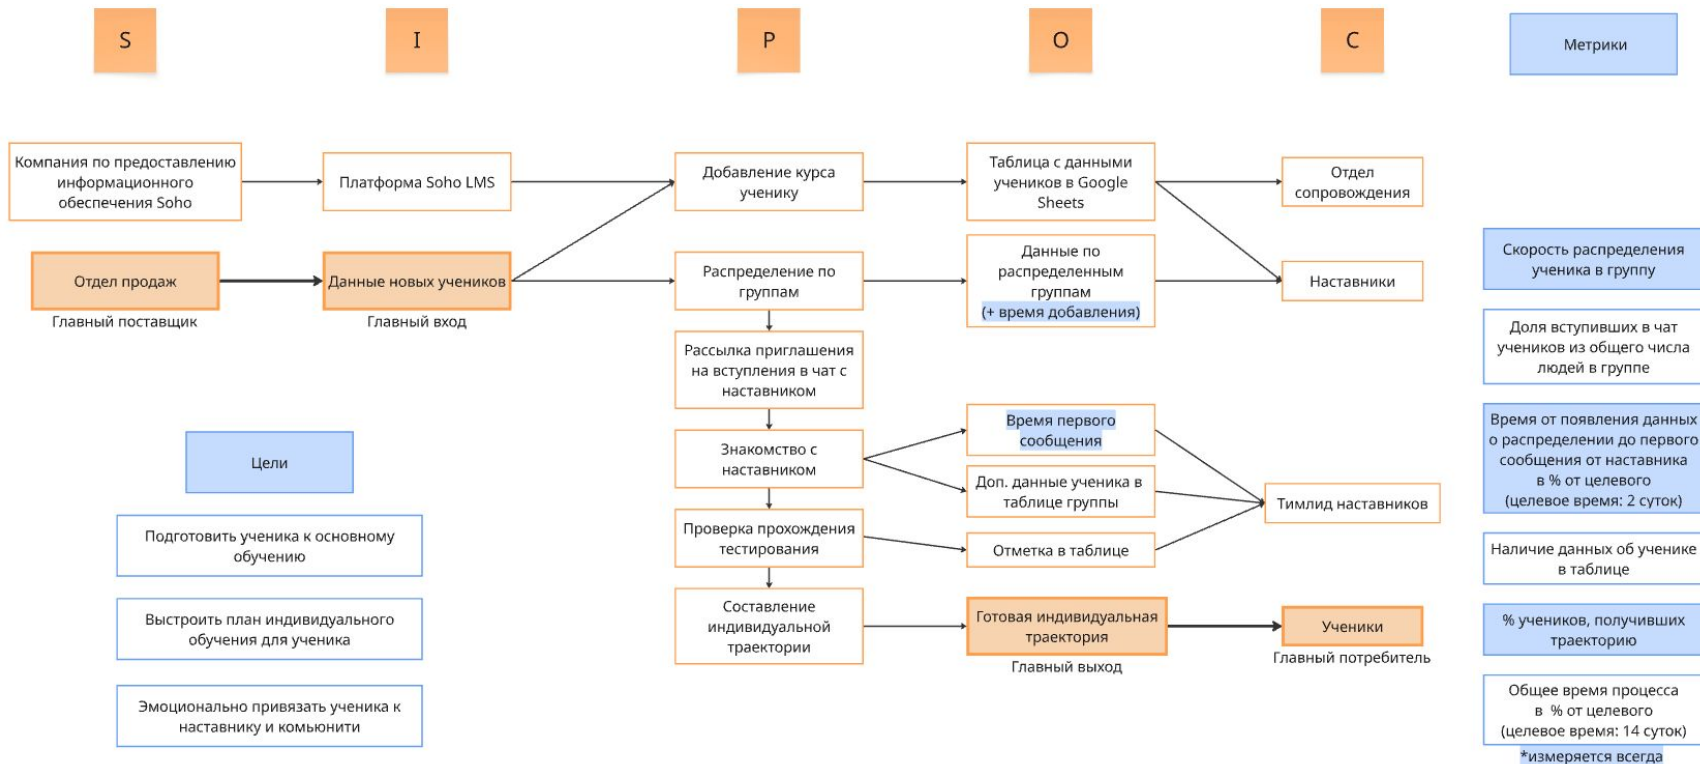 S
I
P
O
C
Метрики
Компания по предоставлению
информационного
обеспечения Soho
Платформа Soho LMS
Добавление курса
ученику
Таблица с данными
учеников в Google
Sheets
Отдел
сопровождения
Отдел продаж
Главный поставщик
Данные новых учеников
Главный вход
Распределение по
группам
Данные по
распределенным
группам
(+ время добавления)
Наставники
Рассылка приглашения
на вступления в чат с
наставником
Знакомство с
наставником
Время первого
сообщения
Доп. данные ученика в
таблице группы
Тимлид наставников
Проверка прохождения
тестирования
Отметка в таблице
Составление
индивидуальной
траектории
Готовая индивидуальная
траектория
Главный выход
Ученики
Главный потребитель
Цели
Подготовить ученика к основному
обучению
Выстроить план индивидуального
обучения для ученика
Эмоционально привязать ученика к
наставнику и комьюнити
Скорость распределения
ученика в группу
Доля вступивших в чат
учеников из общего числа
людей в группе
Время от появления данных
о распределении до первого
сообщения от наставника
в % от целевого
(целевое время: 2 суток)
Наличие данных об ученике
в таблице
% учеников, получивших
траекторию
Общее время процесса
в % от целевого
(целевое время: 14 суток)
*измеряется всегда